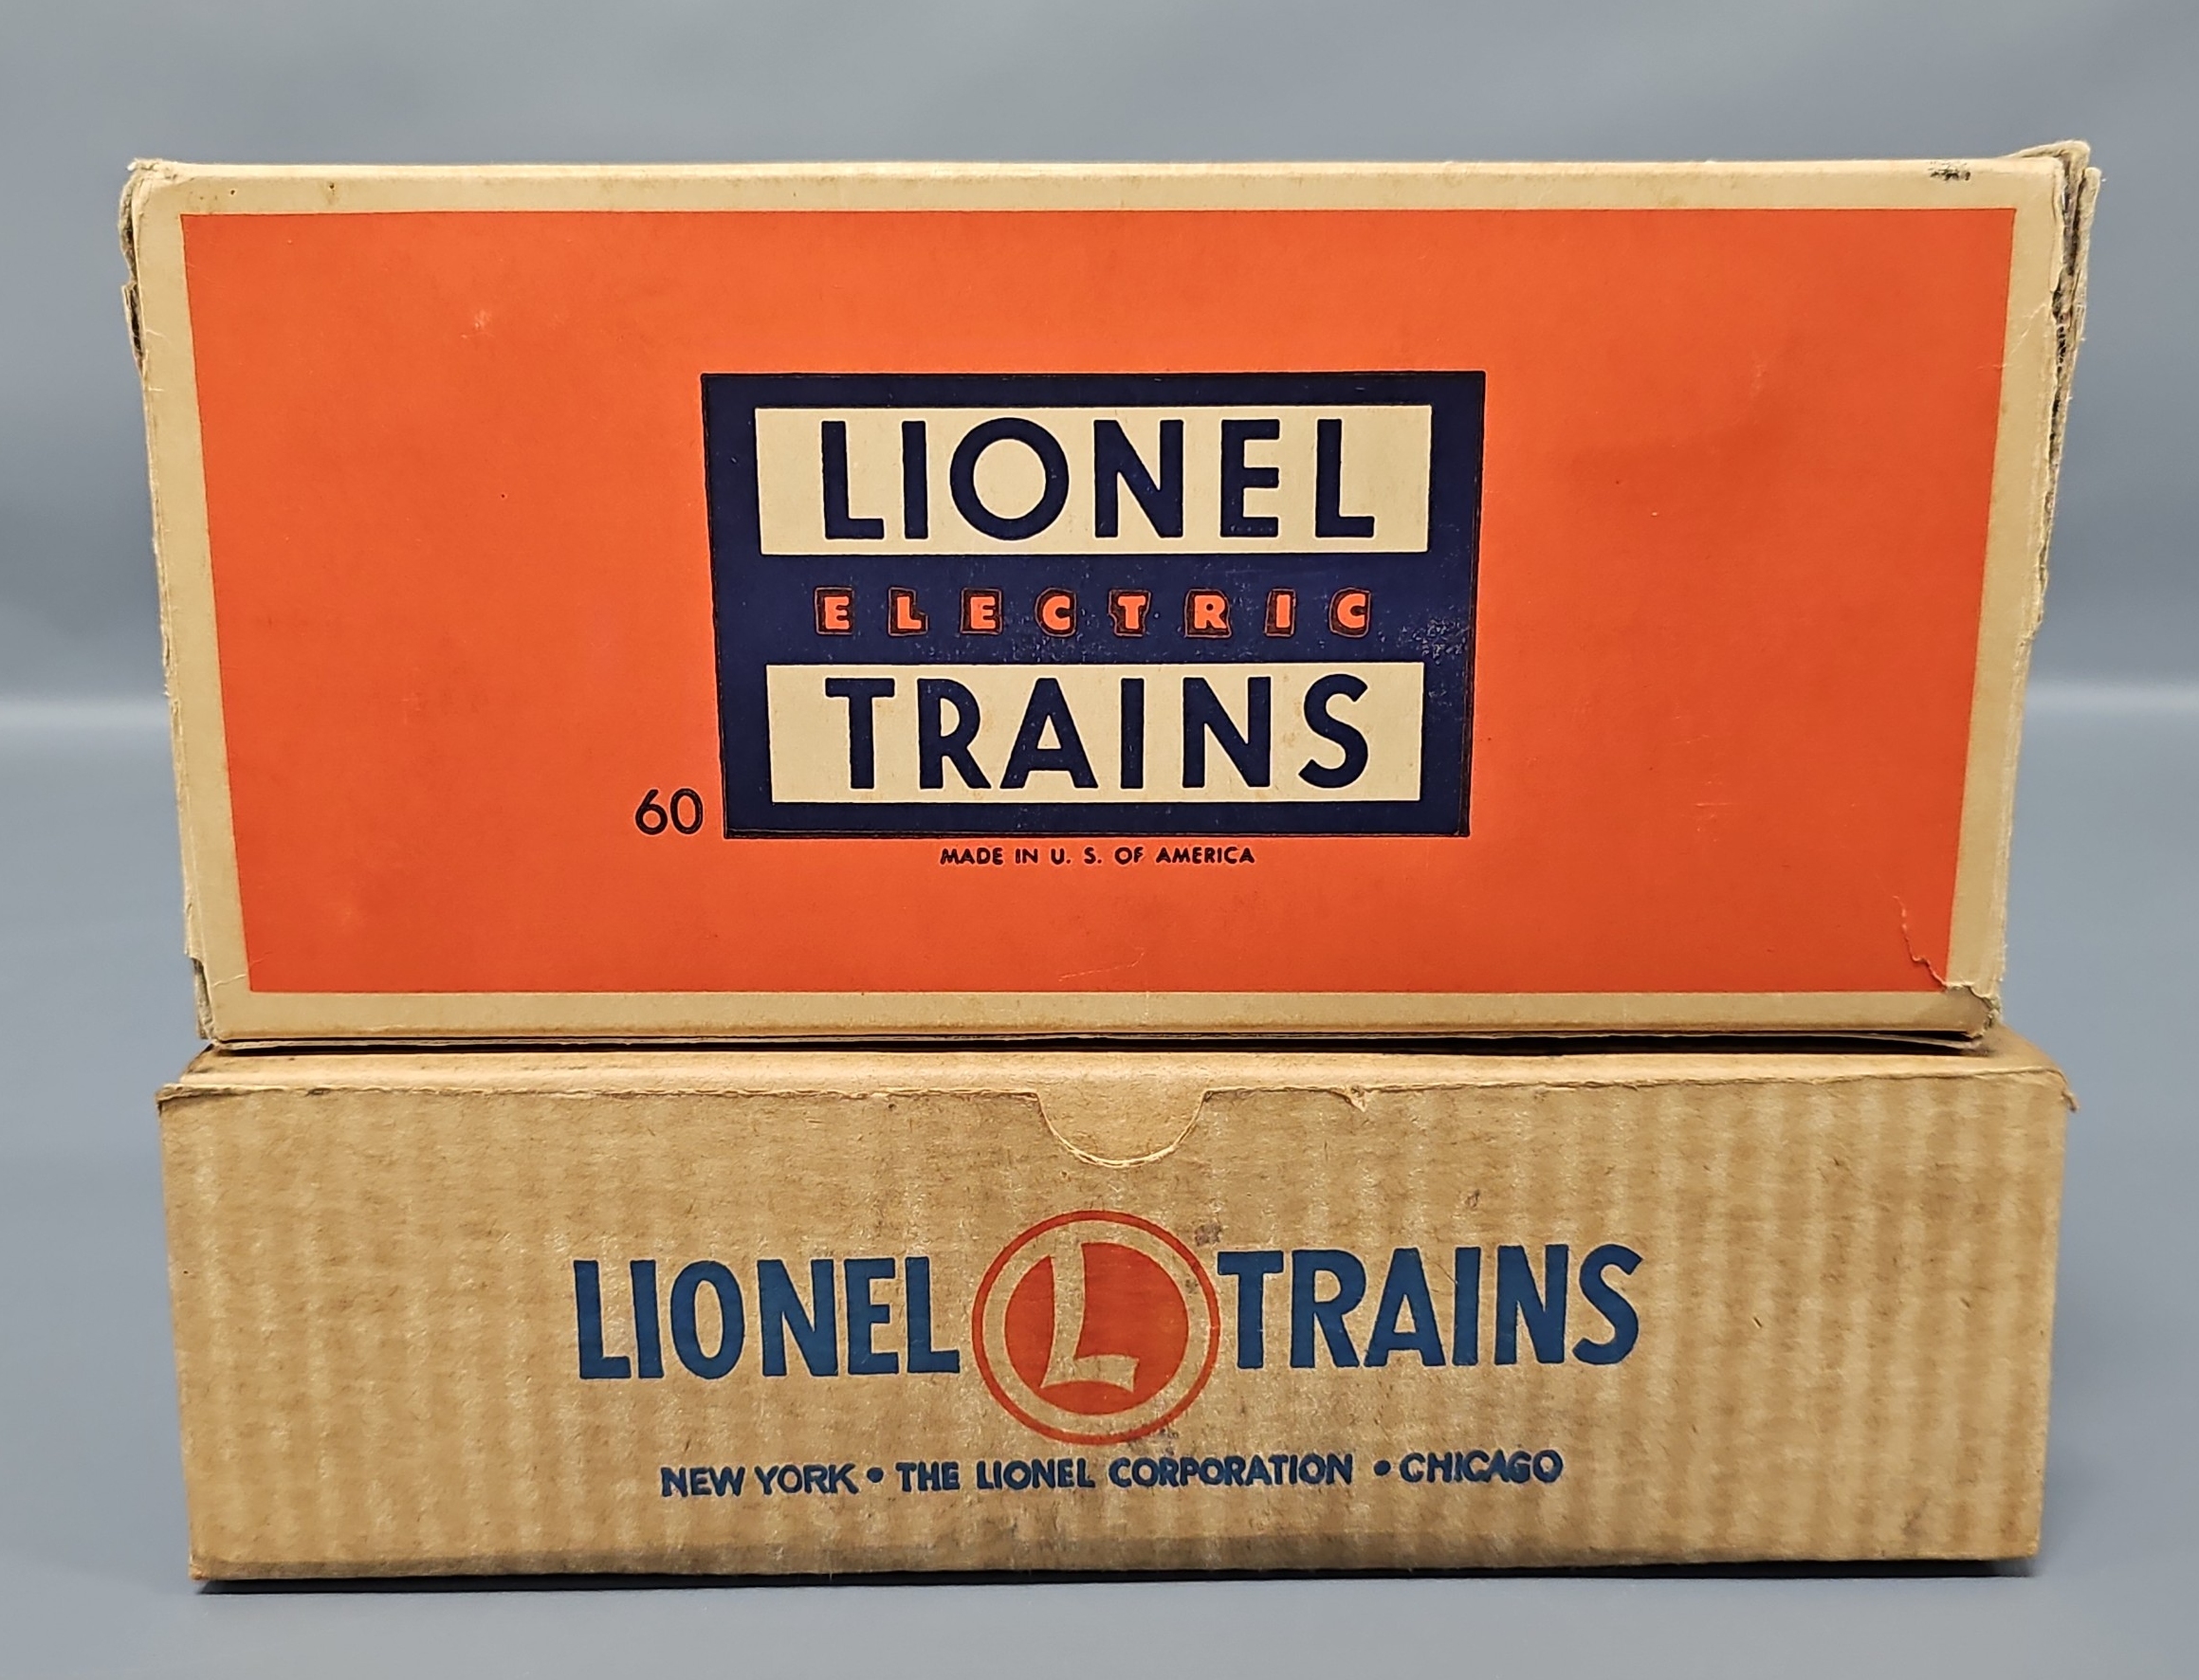 LIONEL
ELECTRIC
TRAINS
60
MADE IN U. S. OF AMERICA
LIONEL L TRAINS
NEW YORK • THE LIONEL CORPORATION • CHICAGO